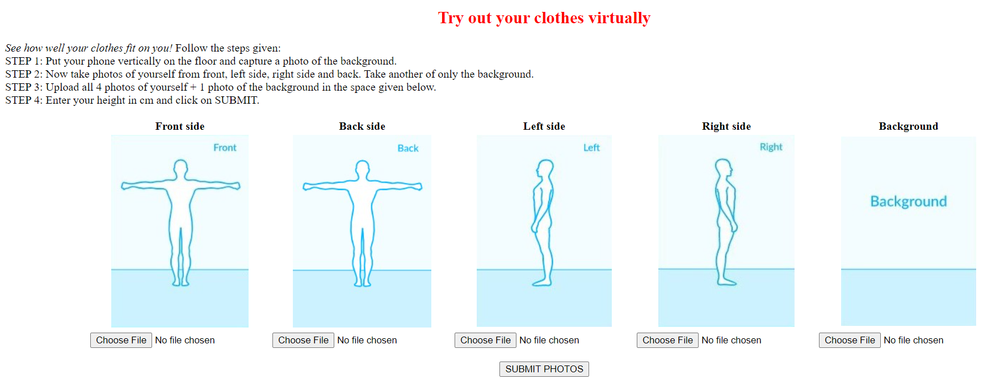 Try out your clothes virtually
See how well your clothes fit on you! Follow the steps given:
STEP 1: Put your phone vertically on the floor and capture a photo of the background.
STEP 2: Now take photos of yourself from front, left side, right side and back. Take another of only the background.
STEP 3: Upload all 4 photos of yourself + 1 photo of the background in the space given below.
STEP 4: Enter your height in cm and click on SUBMIT.
Front side Back side Left side Right side Background
Front Back Left Right
Background
Choose File No file chosen Choose File No file chosen Choose File No file chosen Choose File No file chosen Choose File No file chosen
SUBMIT PHOTOS